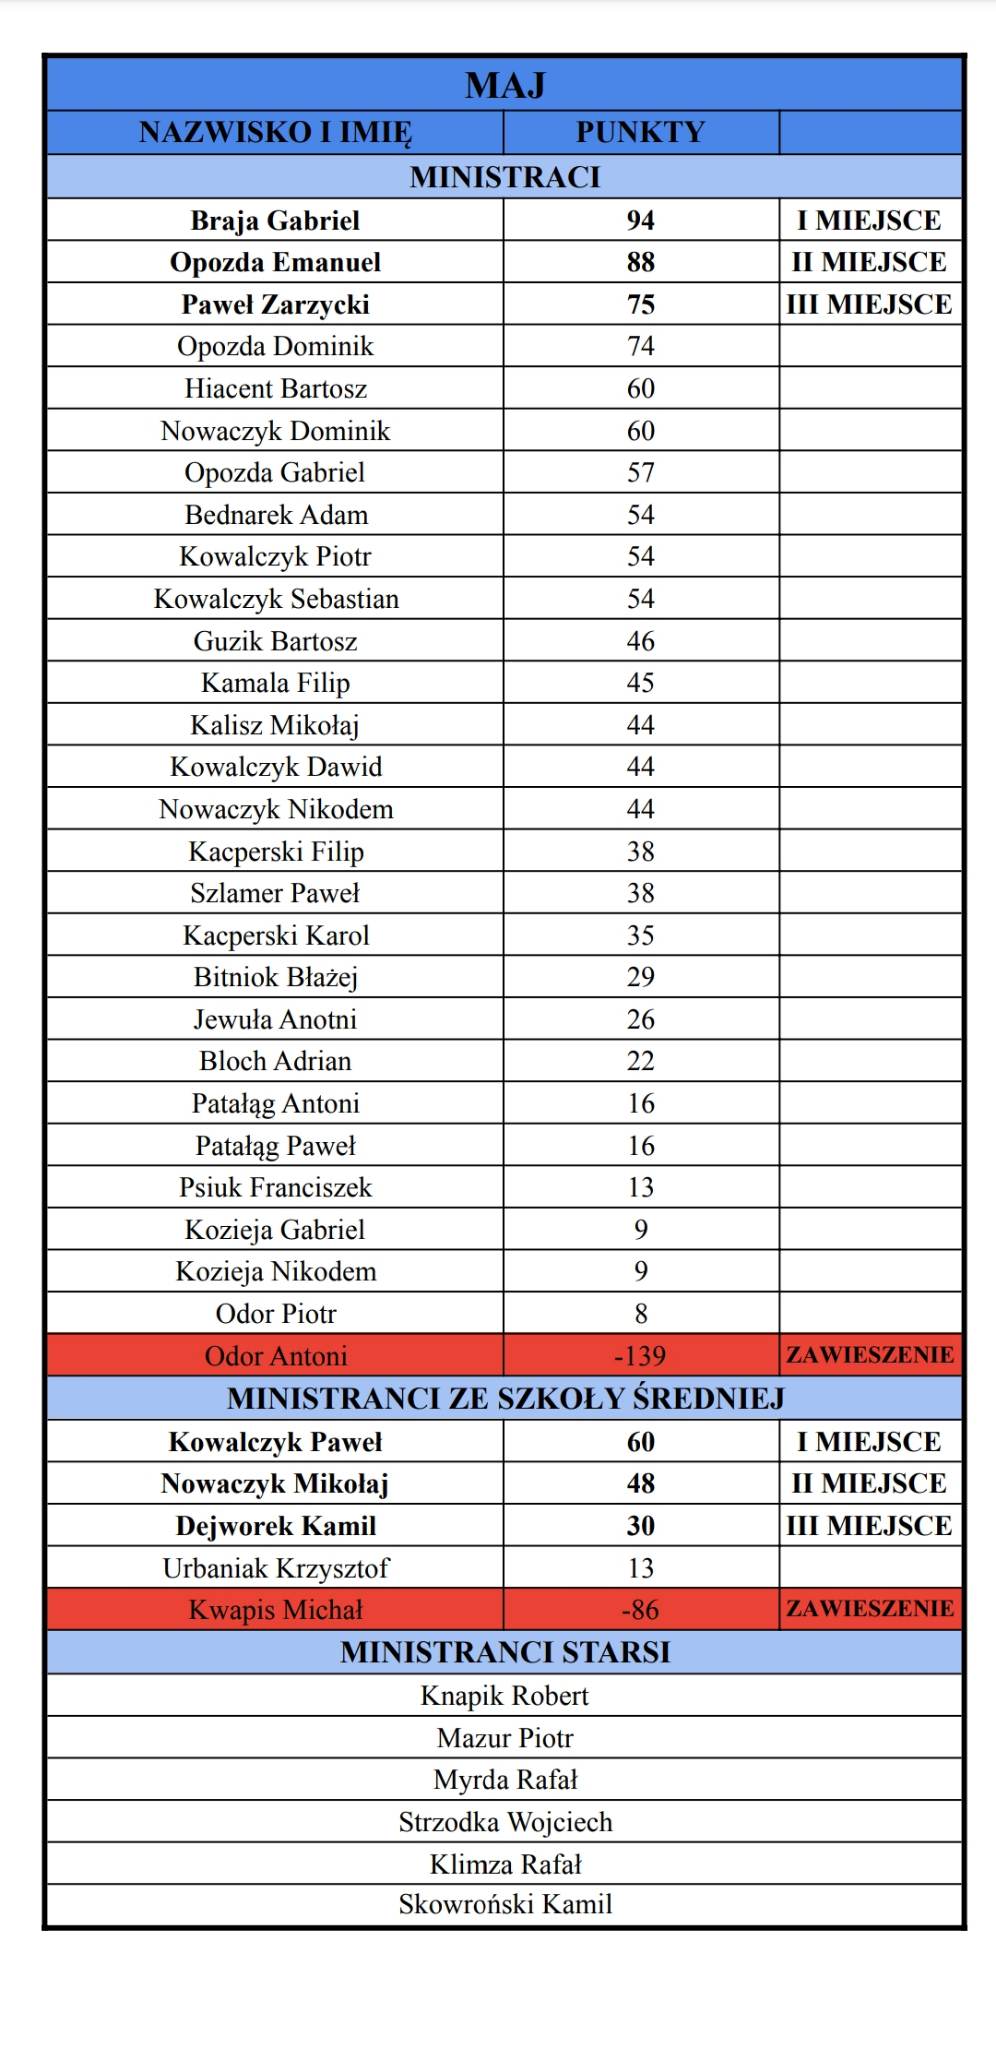 MAJ
NAZWISKO I IMIĘ PUNKTY
MINISTRACI
Braja Gabriel 94 I MIEJSCE
Opozda Emanuel 88 II MIEJSCE
Paweł Zarzycki 75 III MIEJSCE
Opozda Dominik 74
Hiacent Bartosz 60
Nowaczyk Dominik 60
Opozda Gabriel 57
Bednarek Adam 54
Kowalczyk Piotr 54
Kowalczyk Sebastian 54
Guzik Bartosz 46
Kamala Filip 45
Kalisz Mikołaj 44
Kowalczyk Dawid 44
Nowaczyk Nikodem 44
Kacperski Filip 38
Szlamer Paweł 38
Kacperski Karol 35
Bitniok Błażej 29
Jewuła Anotni 26
Bloch Adrian 22
Patałąg Antoni 16
Patałąg Paweł 16
Psiuk Franciszek 13
Kozieja Gabriel 9
Kozieja Nikodem 9
Odor Piotr 8
Odor Antoni -139 ZAWIESZENIE
MINISTRANCI ZE SZKOŁY ŚREDNIEJ
Kowalczyk Paweł 60 I MIEJSCE
Nowaczyk Mikołaj 48 II MIEJSCE
Dejworek Kamil 30 III MIEJSCE
Urbaniak Krzysztof 13
Kwapis Michał -86 ZAWIESZENIE
MINISTRANCI STARSI
Knapik Robert
Mazur Piotr
Myrda Rafał
Strzodka Wojciech
Klimza Rafał
Skowroński Kamil